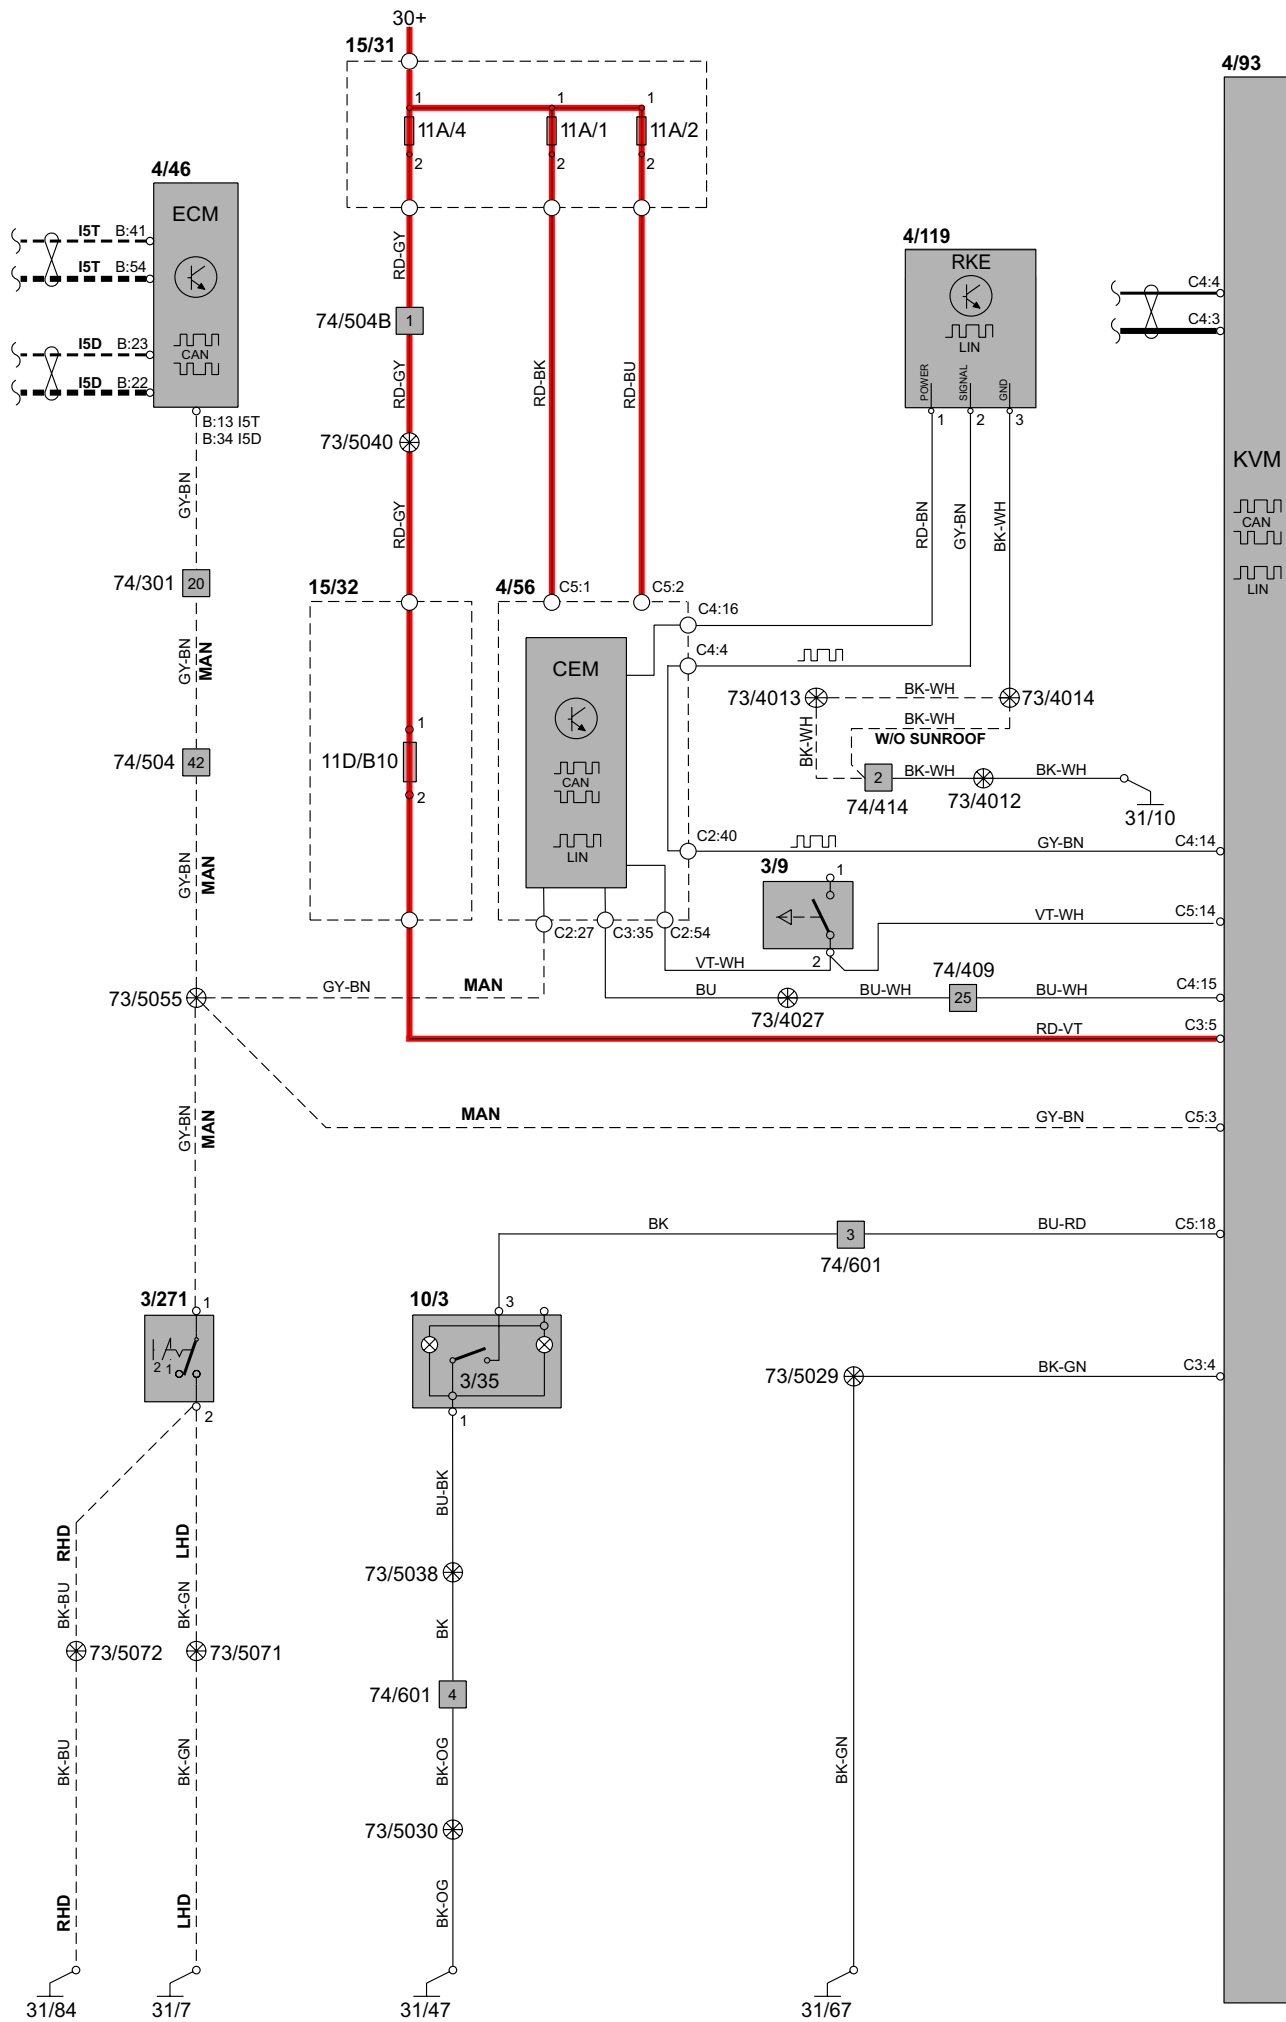 30+
15/31
4/93
1
1
1
11A/4
11A/1
11A/2
2
2
2
4/46
ECM
I5T B:41
I5T B:54
I5D B:23
I5D B:22
CAN
B:13 I5T
B:34 I5D
RD-GY
74/504B
1
RD-GY
RD-BK
RD-BU
73/5040
RD-GY
4/119
RKE
LIN
POWER
SIGNAL
GND
1
2
3
C4:4
C4:3
KVM
CAN
LIN
GY-BN
RD-BN
GY-BN
BK-WH
74/301
20
15/32
4/56
C5:1
C5:2
C4:16
C4:4
GY-BN
MAN
CEM
CAN
LIN
73/4013
BK-WH
73/4014
BK-WH
BK-WH
W/O SUNROOF
1
11D/B10
2
74/504
42
2
BK-WH
BK-WH
74/414
73/4012
31/10
C2:40
GY-BN
C4:14
GY-BN
MAN
3/9
1
2
VT-WH
C5:14
C2:27
C3:35
C2:54
VT-WH
74/409
73/5055
GY-BN
MAN
BU
BU-WH
25
BU-WH
C4:15
73/4027
RD-VT
C3:5
GY-BN
MAN
MAN
GY-BN
C5:3
BK
3
BU-RD
C5:18
74/601
3/271
1
2
1
2
10/3
3
3/35
1
73/5029
BK-GN
C3:4
BU-BK
RHD
LHD
73/5038
BK-BU
BK-GN
BK
73/5072
73/5071
74/601
4
BK-BU
BK-GN
BK-OG
BK-GN
73/5030
RHD
LHD
BK-OG
31/84
31/7
31/47
31/67